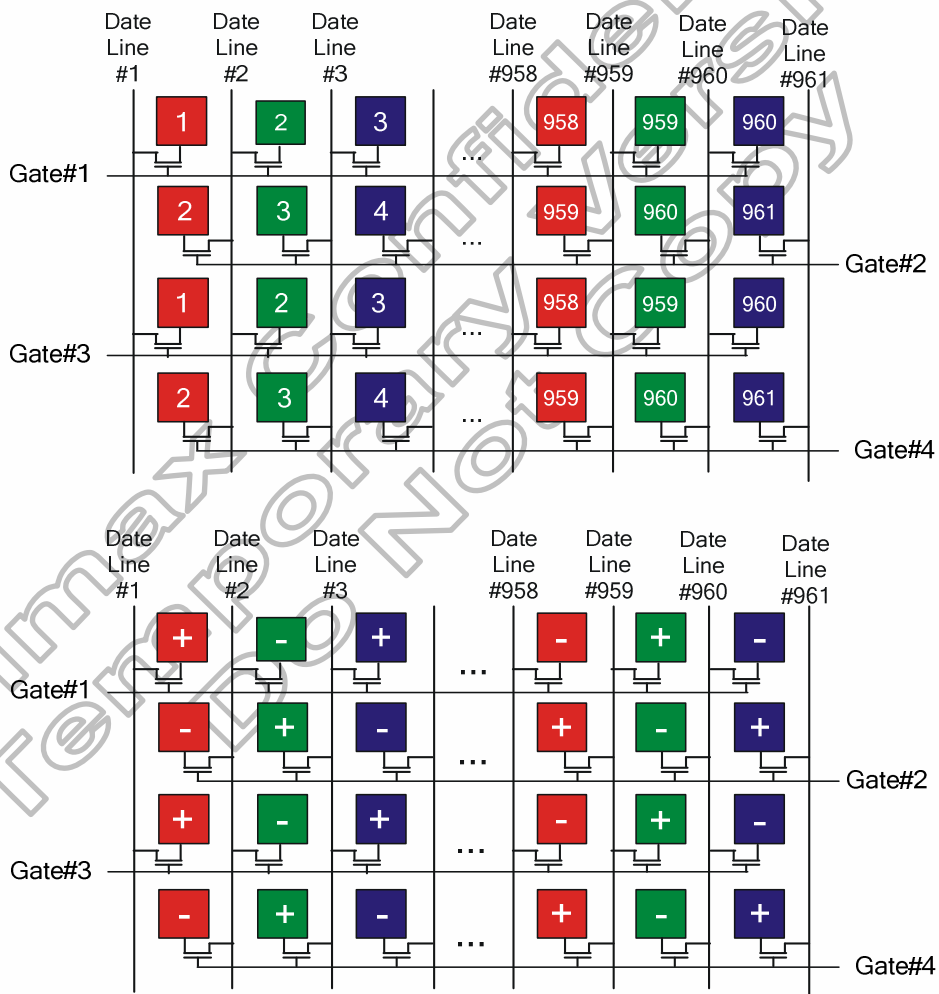 Date Line #1
Date Line #2
Date Line #3
Date Line #958
Date Line #959
Date Line #960
Date Line #961
1 2 3 ... 958 959 960
Gate#1
2 3 4 ... 959 960 961
Gate#2
1 2 3 ... 958 959 960
Gate#3
2 3 4 ... 959 960 961
Gate#4
Date Line #1
Date Line #2
Date Line #3
Date Line #958
Date Line #959
Date Line #960
Date Line #961
+ - + ... - + -
Gate#1
- + - ... + - +
Gate#2
+ - + ... - + -
Gate#3
- + - ... + - +
Gate#4
Temporary
Do Not Copy